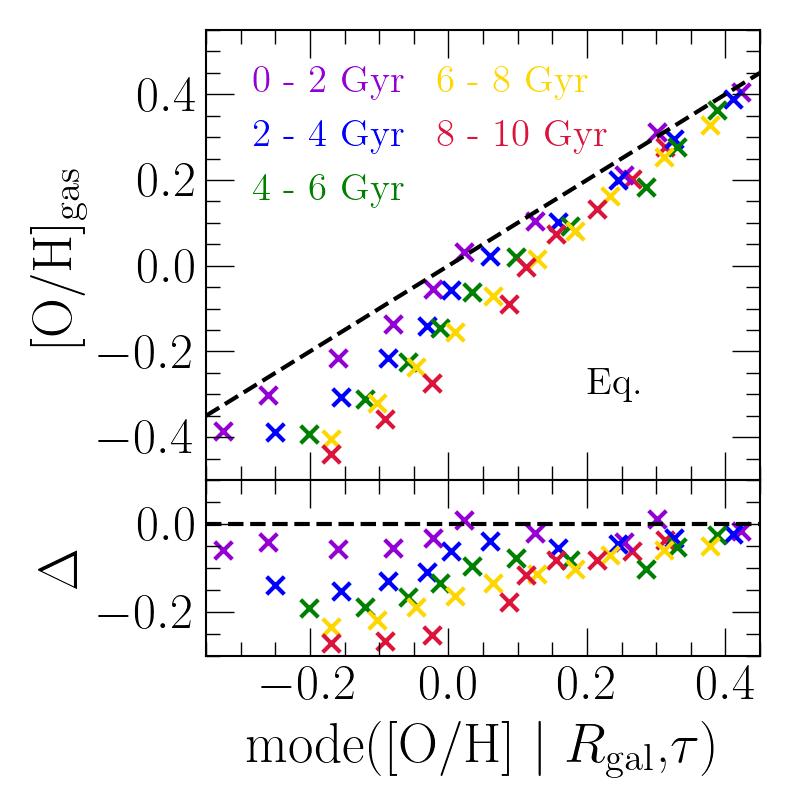 0 - 2 Gyr 6 - 8 Gyr
2 - 4 Gyr 8 - 10 Gyr
4 - 6 Gyr
Eq.
[O/H]gas
0.4
0.2
0.0
−0.2
−0.4
Δ
0.0
−0.2
−0.2 0.0 0.2 0.4
mode([O/H] | Rgal,τ)